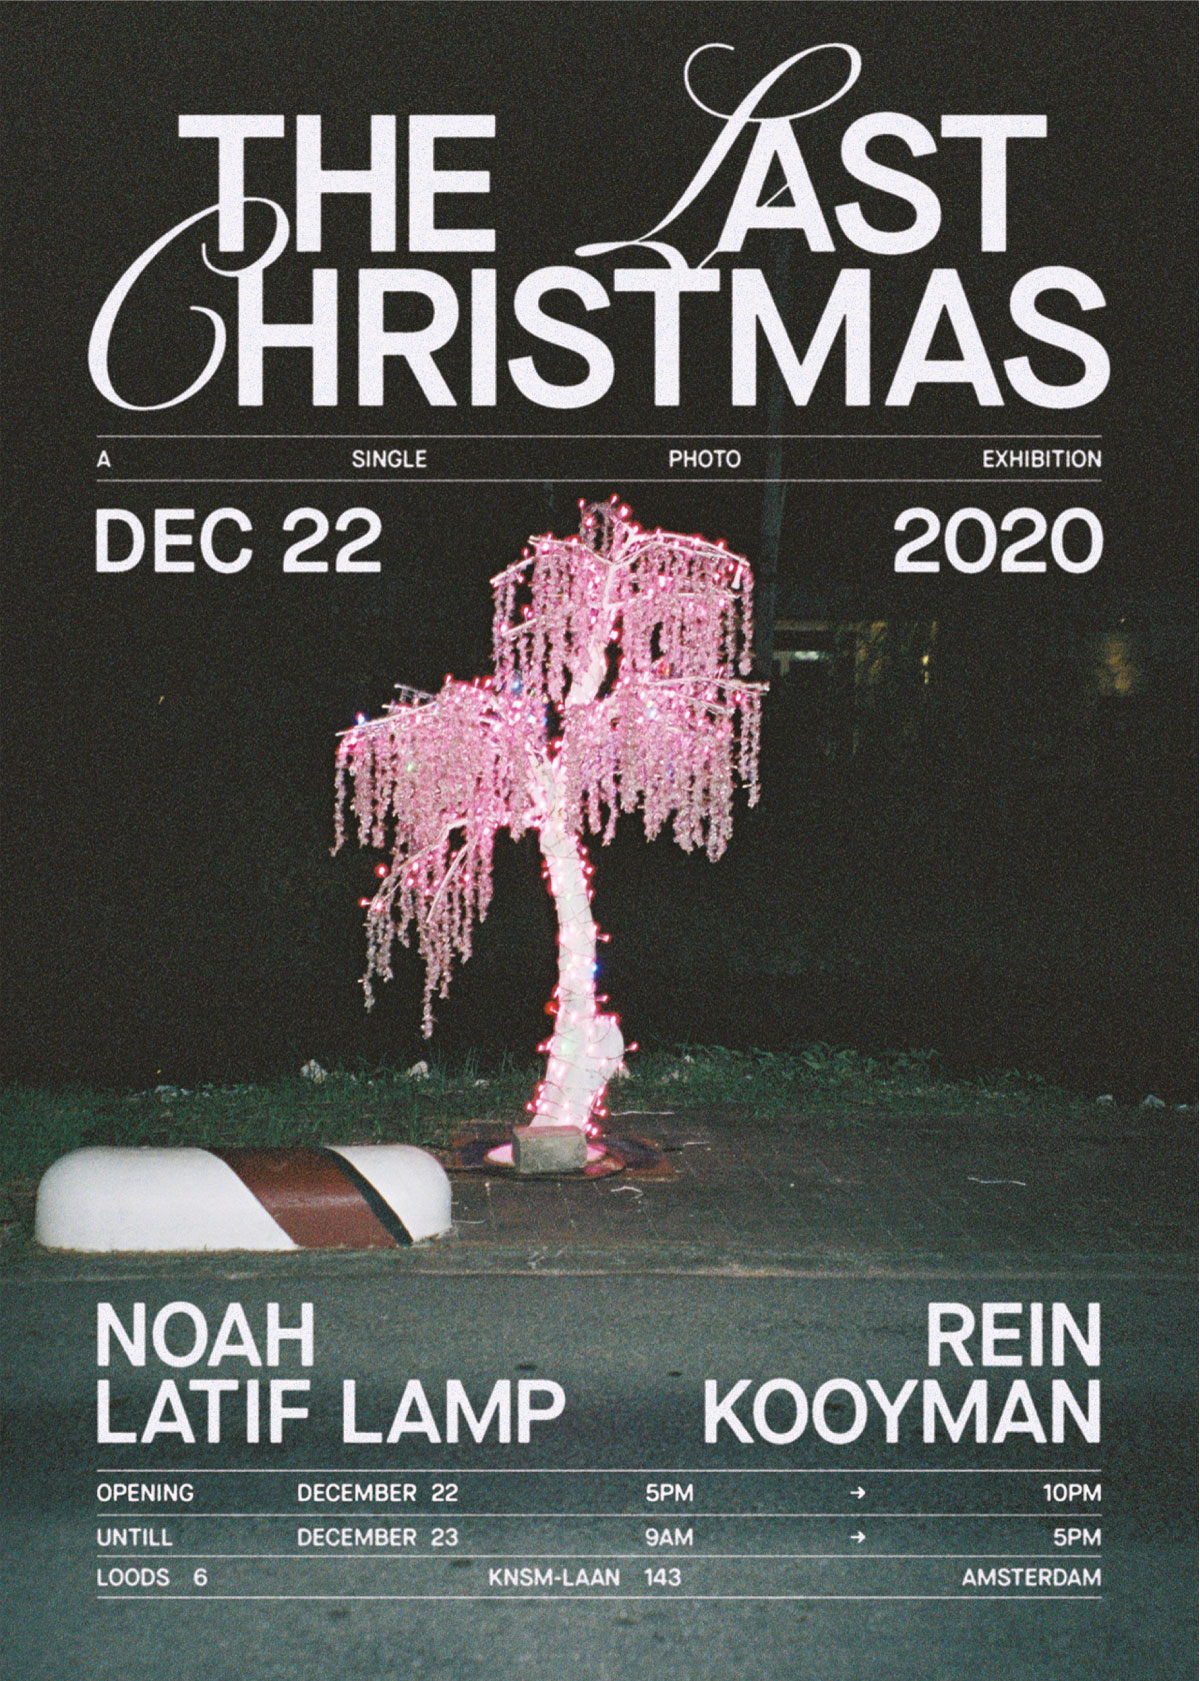 THE LAST
CHRISTMAS
A SINGLE PHOTO EXHIBITION
DEC 22 2020
NOAH
LATIF LAMP
REIN
KOOYMAN
OPENING DECEMBER 22 5PM → 10PM
UNTILL DECEMBER 23 9AM → 5PM
LOODS 6 KNSM-LAAN 143 AMSTERDAM